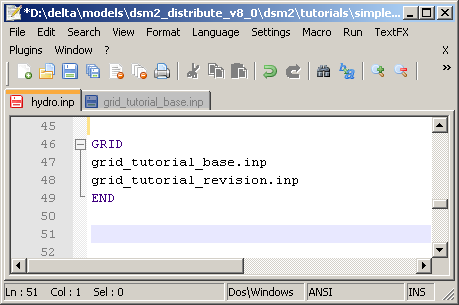 *D:\delta\models\dsm2_distribute_v8_0\dsm2\tutorials\simple...
File Edit Search View Format Language Settings Macro Run TextFX
Plugins Window ? X
hydro.inp grid_tutorial_base.inp
45
46 GRID
47 grid_tutorial_base.inp
48 grid_tutorial_revision.inp
49 END
50
51
52
Ln : 51 Col : 1 Sel : 0 Dos\Windows ANSI INS